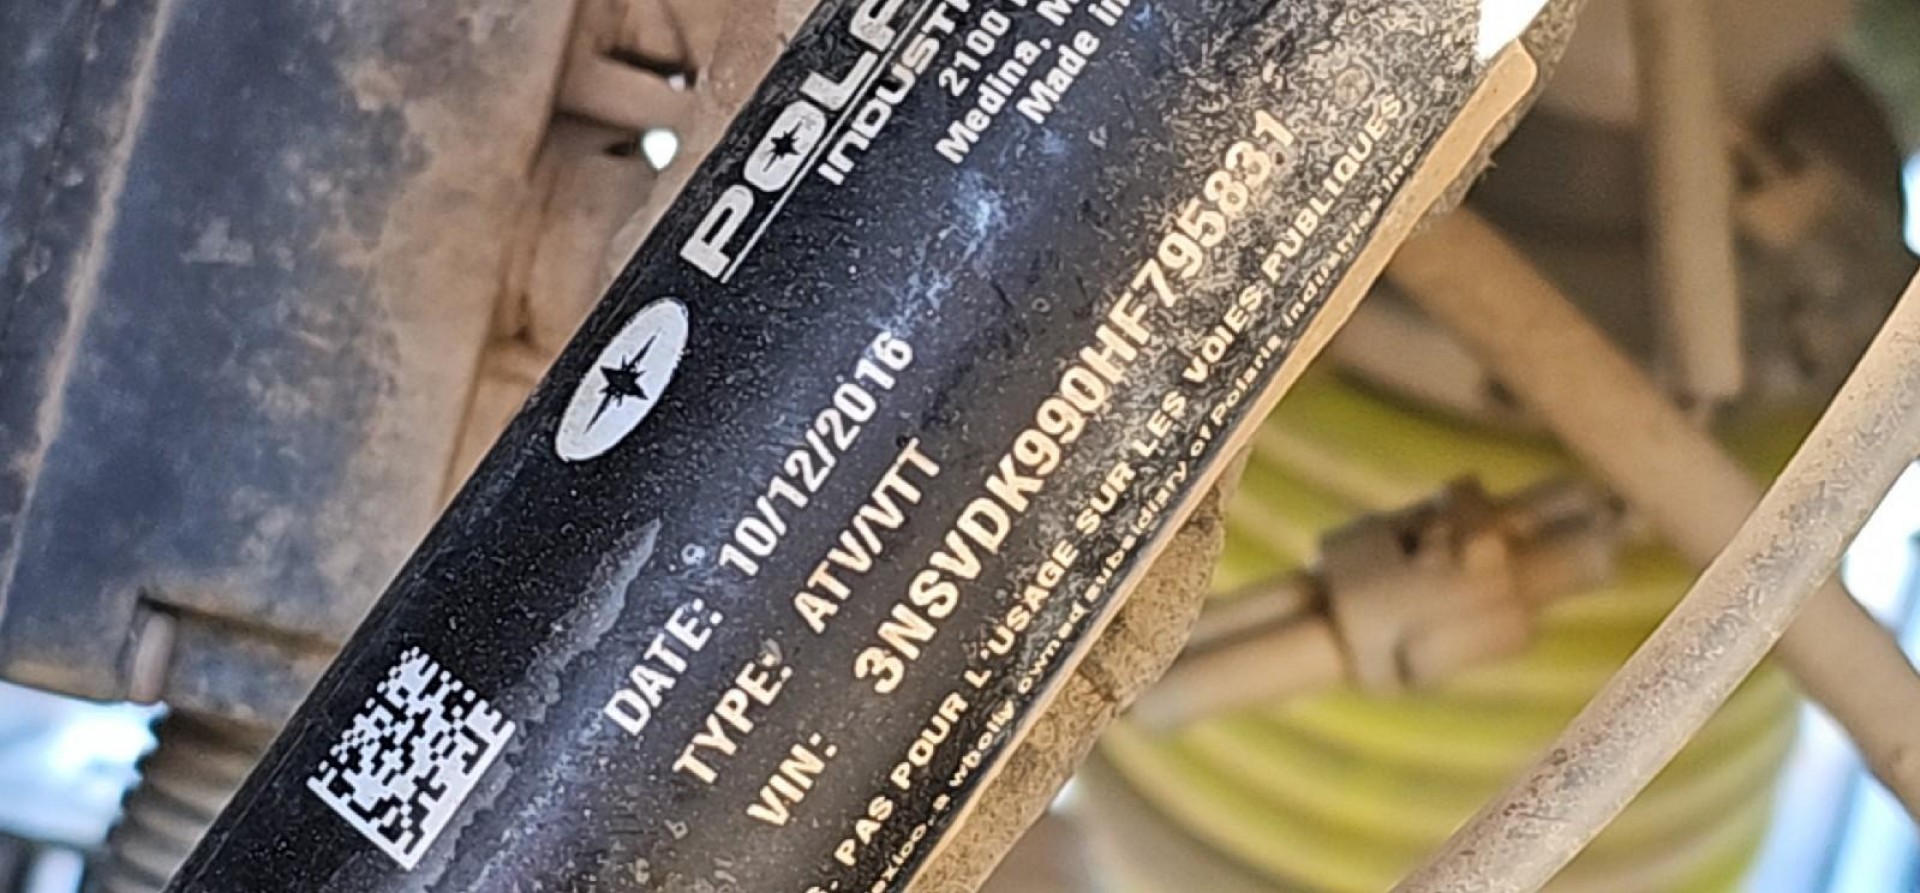 POLA
INDUST
2100
Medina, M
Made in
DATE: 10/12/2016
TYPE: ATV/VTT
VIN: 3NSVDK990HF795831
PAS POUR L'USAGE SUR LES VOIES PUBLIQUES
exico, a wholly owned subsidiary of Polaris Industries Inc.